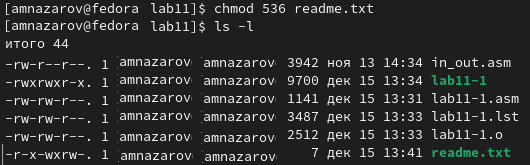 [amnazarov@fedora lab11]$ chmod 536 readme.txt
[amnazarov@fedora lab11]$ ls -l
итого 44
-rw-r--r--. 1 amnazarov amnazarov 3942 ноя 13 14:34 in_out.asm
-rwxrwxr-x. 1 amnazarov amnazarov 9700 дек 15 13:34 lab11-1
-rw-rw-r--. 1 amnazarov amnazarov 1141 дек 15 13:31 lab11-1.asm
-rw-rw-r--. 1 amnazarov amnazarov 3487 дек 15 13:33 lab11-1.lst
-rw-rw-r--. 1 amnazarov amnazarov 2512 дек 15 13:33 lab11-1.o
-r-x-wxrw-. 1 amnazarov amnazarov 7 дек 15 13:41 readme.txt